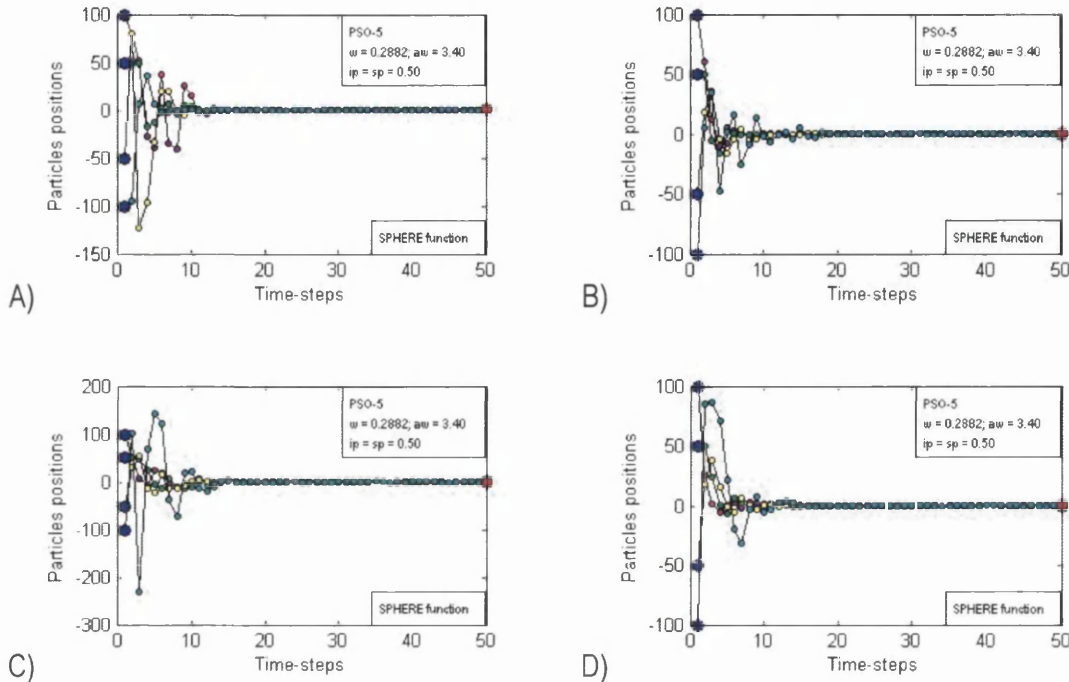 100
50
0
-50
-100
-150
Particles positions
0 10 20 30 40 50
Time-steps
PSO-5
w = 0.2882; aw = 3.40
ip = sp = 0.50
SPHERE function
A)
100
50
0
-50
-100
Particles positions
0 10 20 30 40 50
Time-steps
PSO-5
w = 0.2882; aw = 3.40
ip = sp = 0.50
SPHERE function
B)
200
100
0
-100
-200
-300
Particles positions
0 10 20 30 40 50
Time-steps
PSO-5
w = 0.2882; aw = 3.40
ip = sp = 0.50
SPHERE function
C)
100
50
0
-50
-100
Particles positions
0 10 20 30 40 50
Time-steps
PSO-5
w = 0.2882; aw = 3.40
ip = sp = 0.50
SPHERE function
D)